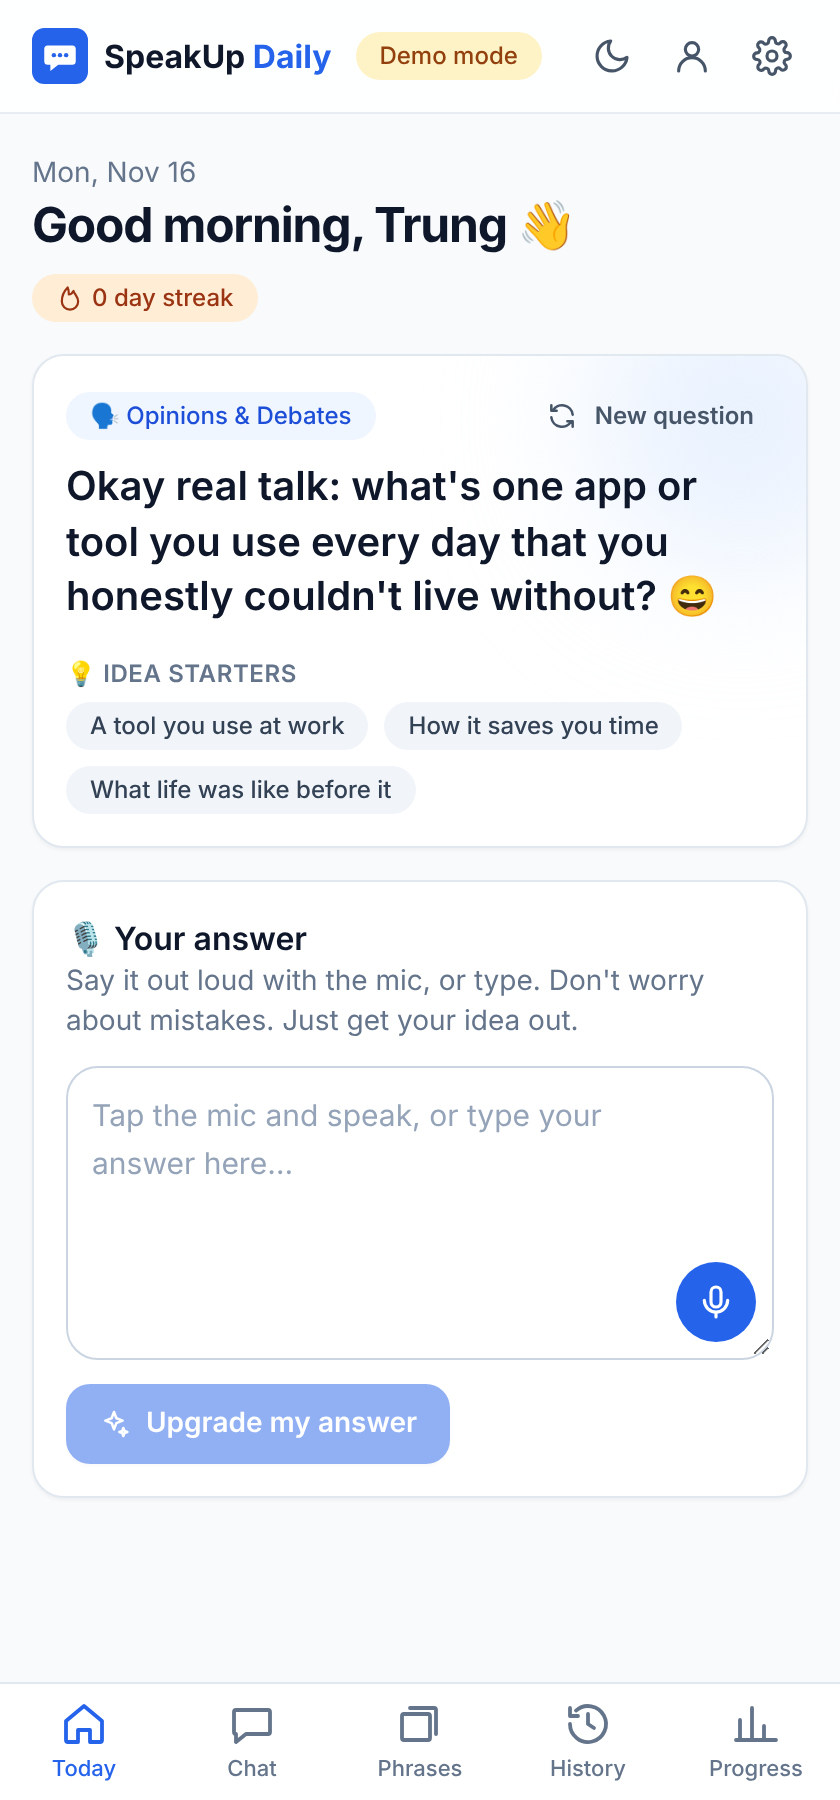 SpeakUp Daily
Demo mode
Mon, Nov 16
Good morning, Trung 👋
0 day streak
🗣️ Opinions & Debates
New question
Okay real talk: what's one app or
tool you use every day that you
honestly couldn't live without? 😄
💡 IDEA STARTERS
A tool you use at work
How it saves you time
What life was like before it
🎙️ Your answer
Say it out loud with the mic, or type. Don't worry
about mistakes. Just get your idea out.
Tap the mic and speak, or type your
answer here...
Upgrade my answer
Today
Chat
Phrases
History
Progress